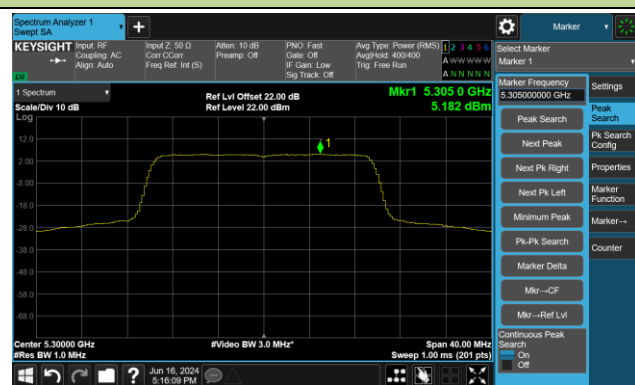 Spectrum Analyzer 1
Swept SA
+
Marker
KEYSIGHT
Input: RF
Coupling: AC
Align: Auto
Input Z: 50 Ω
Corr CCorr
Freq Ref: Int (S)
Atten: 10 dB
Preamp: Off
PNO: Fast
Gate: Off
IF Gain: Low
Sig Track: Off
Avg Type: Power (RMS)
Avg|Hold: 400/400
Trig: Free Run
1 2 3 4 5 6
A W W W W W
A N N N N N
Select Marker
Marker 1
1 Spectrum
Scale/Div 10 dB
Log
Ref Lvl Offset 22.00 dB
Ref Level 22.00 dBm
Mkr1 5.305 0 GHz
5.182 dBm
1
12.0
2.00
-8.00
-18.0
-28.0
-38.0
-48.0
-58.0
-68.0
Center 5.30000 GHz
#Res BW 1.0 MHz
#Video BW 3.0 MHz*
Span 40.00 MHz
Sweep 1.00 ms (201 pts)
Marker Frequency
5.305000000 GHz
Peak Search
Next Peak
Next Pk Right
Next Pk Left
Minimum Peak
Pk-Pk Search
Marker Delta
Mkr→CF
Mkr→Ref Lvl
Continuous Peak
Search
On
Off
Settings
Peak
Search
Pk Search
Config
Properties
Marker
Function
Marker→
Counter
?
Jun 16, 2024
5:16:09 PM